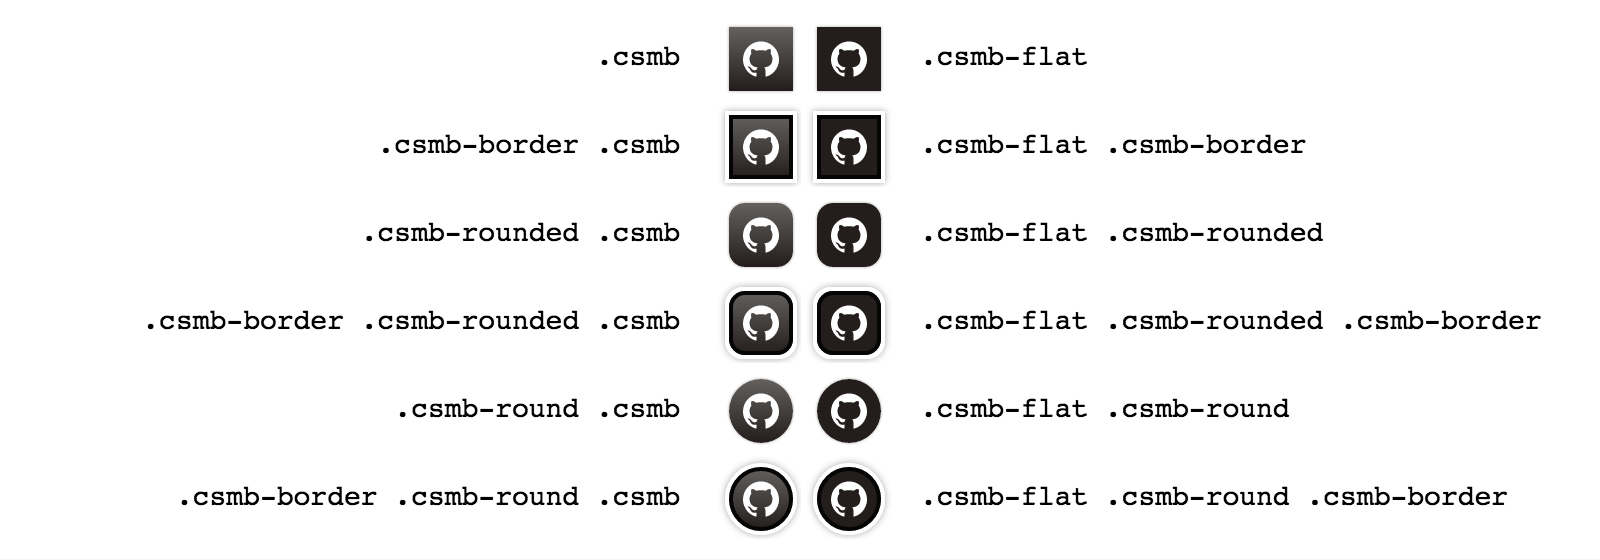 .csmb .csmb-flat
.csmb-border .csmb .csmb-flat .csmb-border
.csmb-rounded .csmb .csmb-flat .csmb-rounded
.csmb-border .csmb-rounded .csmb .csmb-flat .csmb-rounded .csmb-border
.csmb-round .csmb .csmb-flat .csmb-round
.csmb-border .csmb-round .csmb .csmb-flat .csmb-round .csmb-border